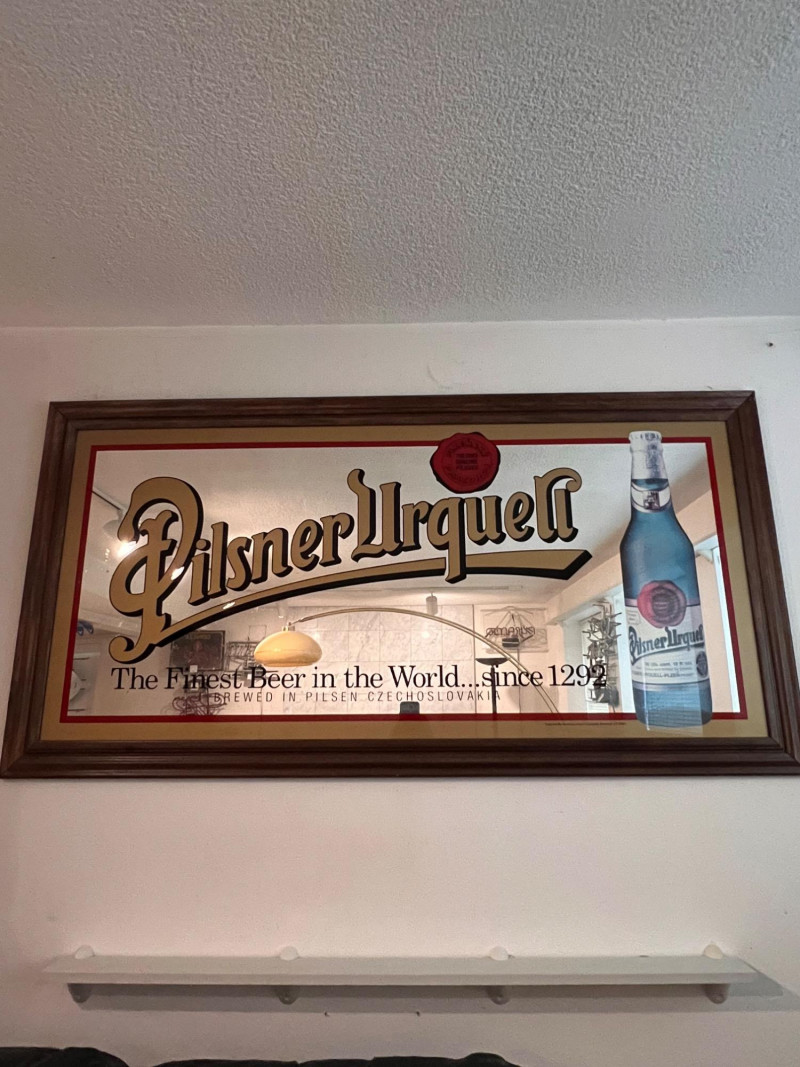 Pilsner Urquell
The Finest Beer in the World...since 1292
BREWED IN PILSEN CZECHOSLOVAKIA
Pilsner Urquell